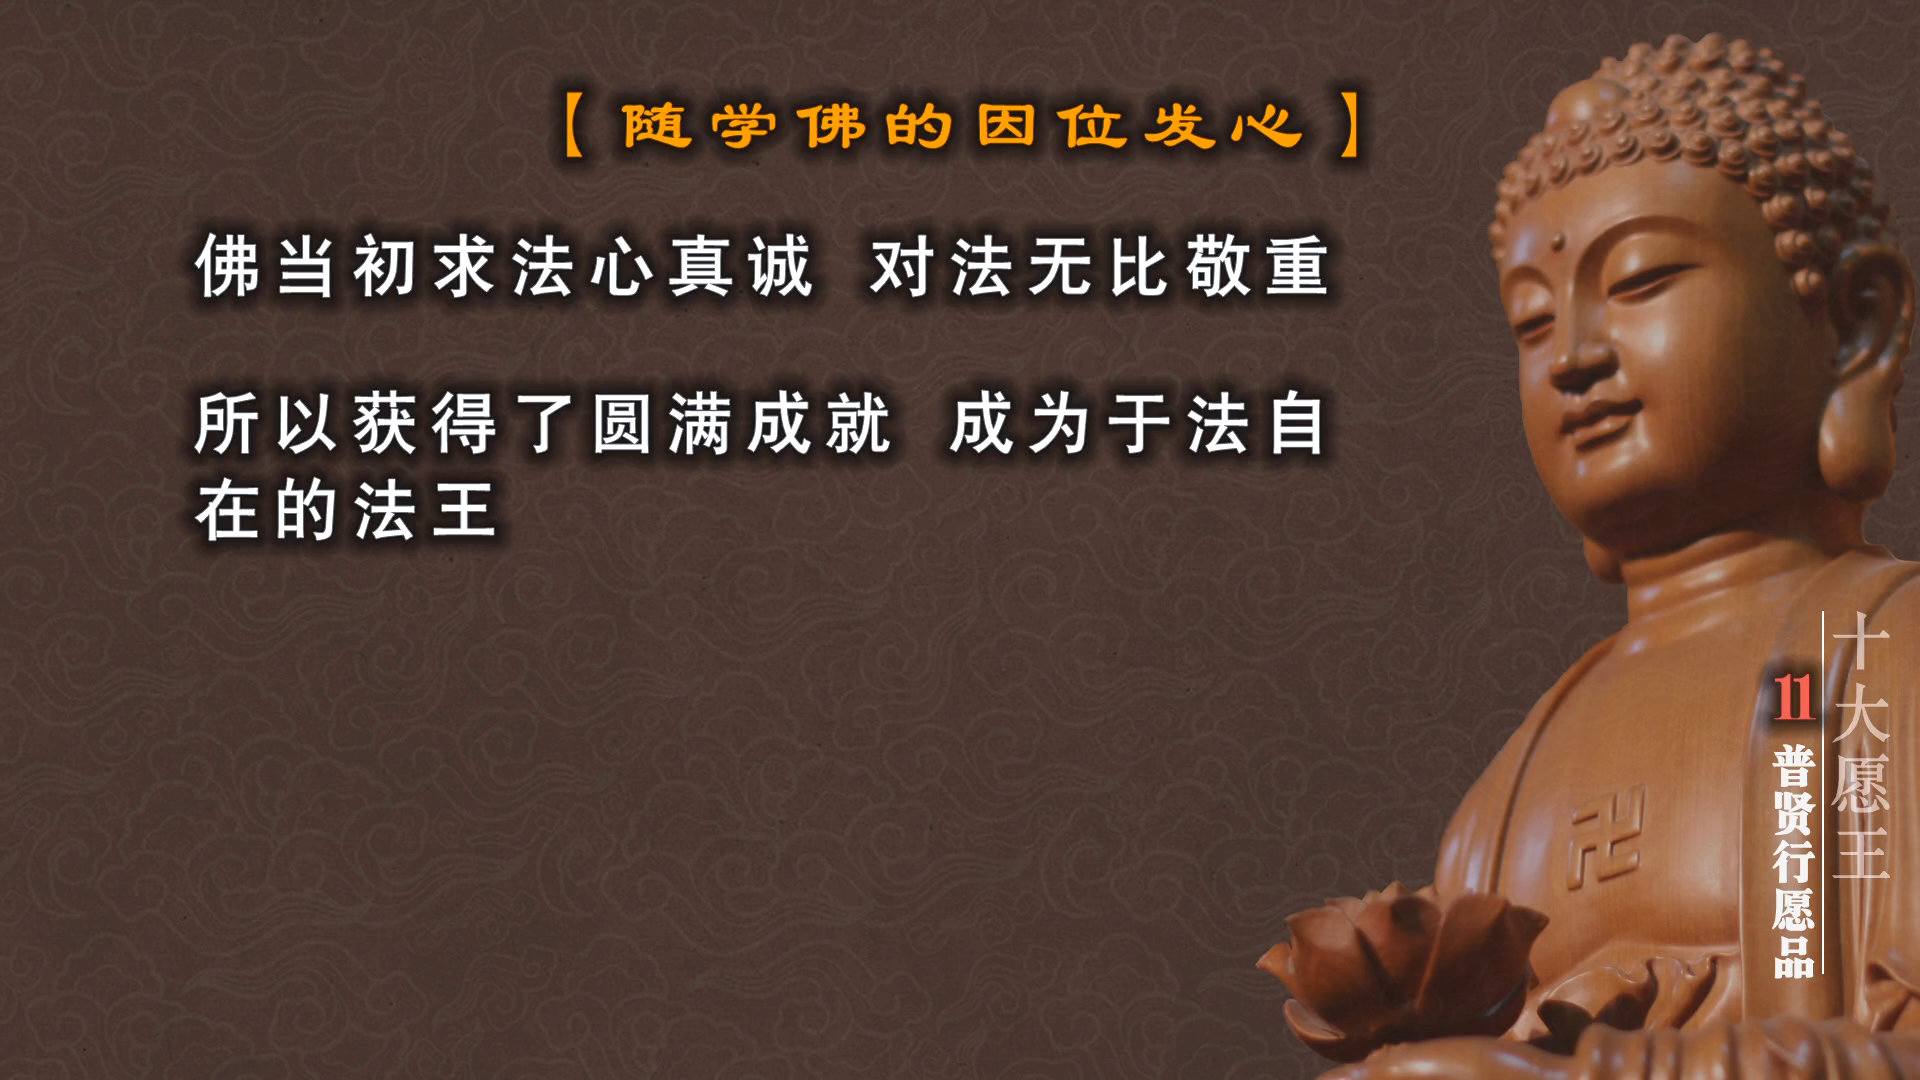 【随学佛的因位发心】
佛当初求法心真诚 对法无比敬重
所以获得了圆满成就 成为于法自
在的法王
十大愿王
11 普贤行愿品
卍